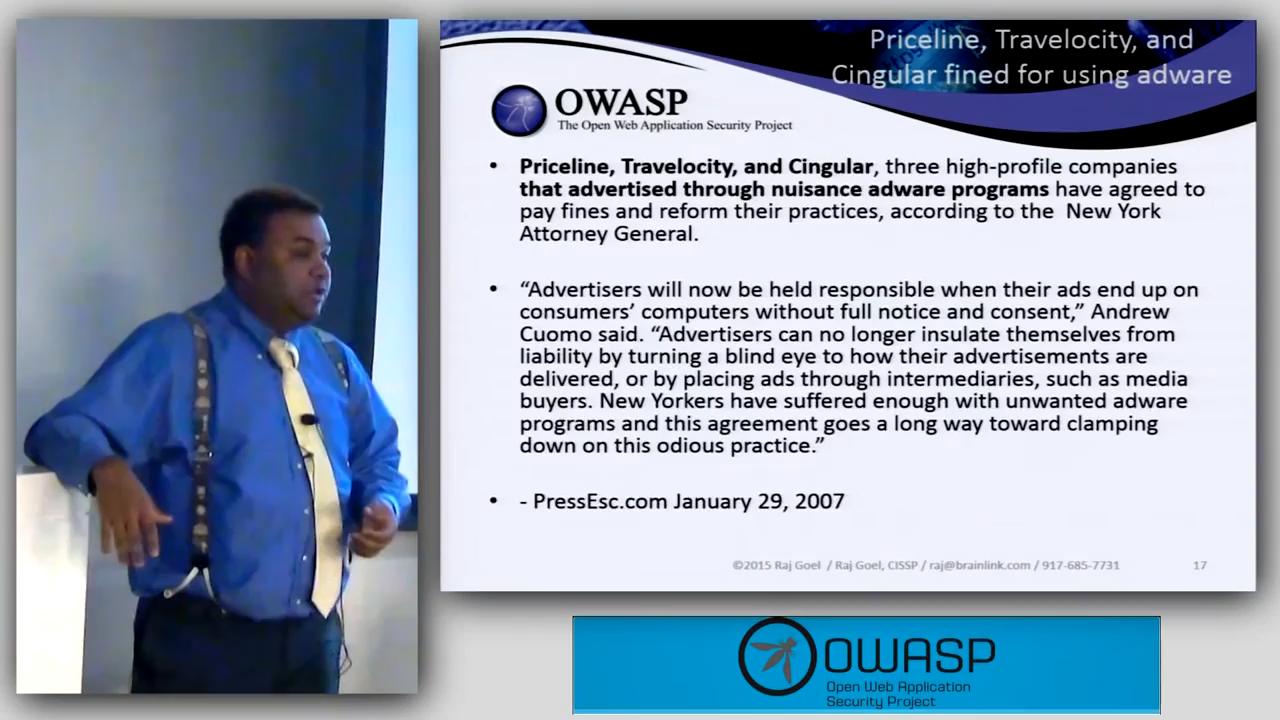 Priceline, Travelocity, and
Cingular fined for using adware
OWASP
The Open Web Application Security Project
• Priceline, Travelocity, and Cingular, three high-profile companies
that advertised through nuisance adware programs have agreed to
pay fines and reform their practices, according to the New York
Attorney General.
• “Advertisers will now be held responsible when their ads end up on
consumers’ computers without full notice and consent,” Andrew
Cuomo said. “Advertisers can no longer insulate themselves from
liability by turning a blind eye to how their advertisements are
delivered, or by placing ads through intermediaries, such as media
buyers. New Yorkers have suffered enough with unwanted adware
programs and this agreement goes a long way toward clamping
down on this odious practice.”
• - PressEsc.com January 29, 2007
©2015 Raj Goel / Raj Goel, CISSP / raj@brainlink.com / 917-685-7731 17
OWASP
Open Web Application
Security Project